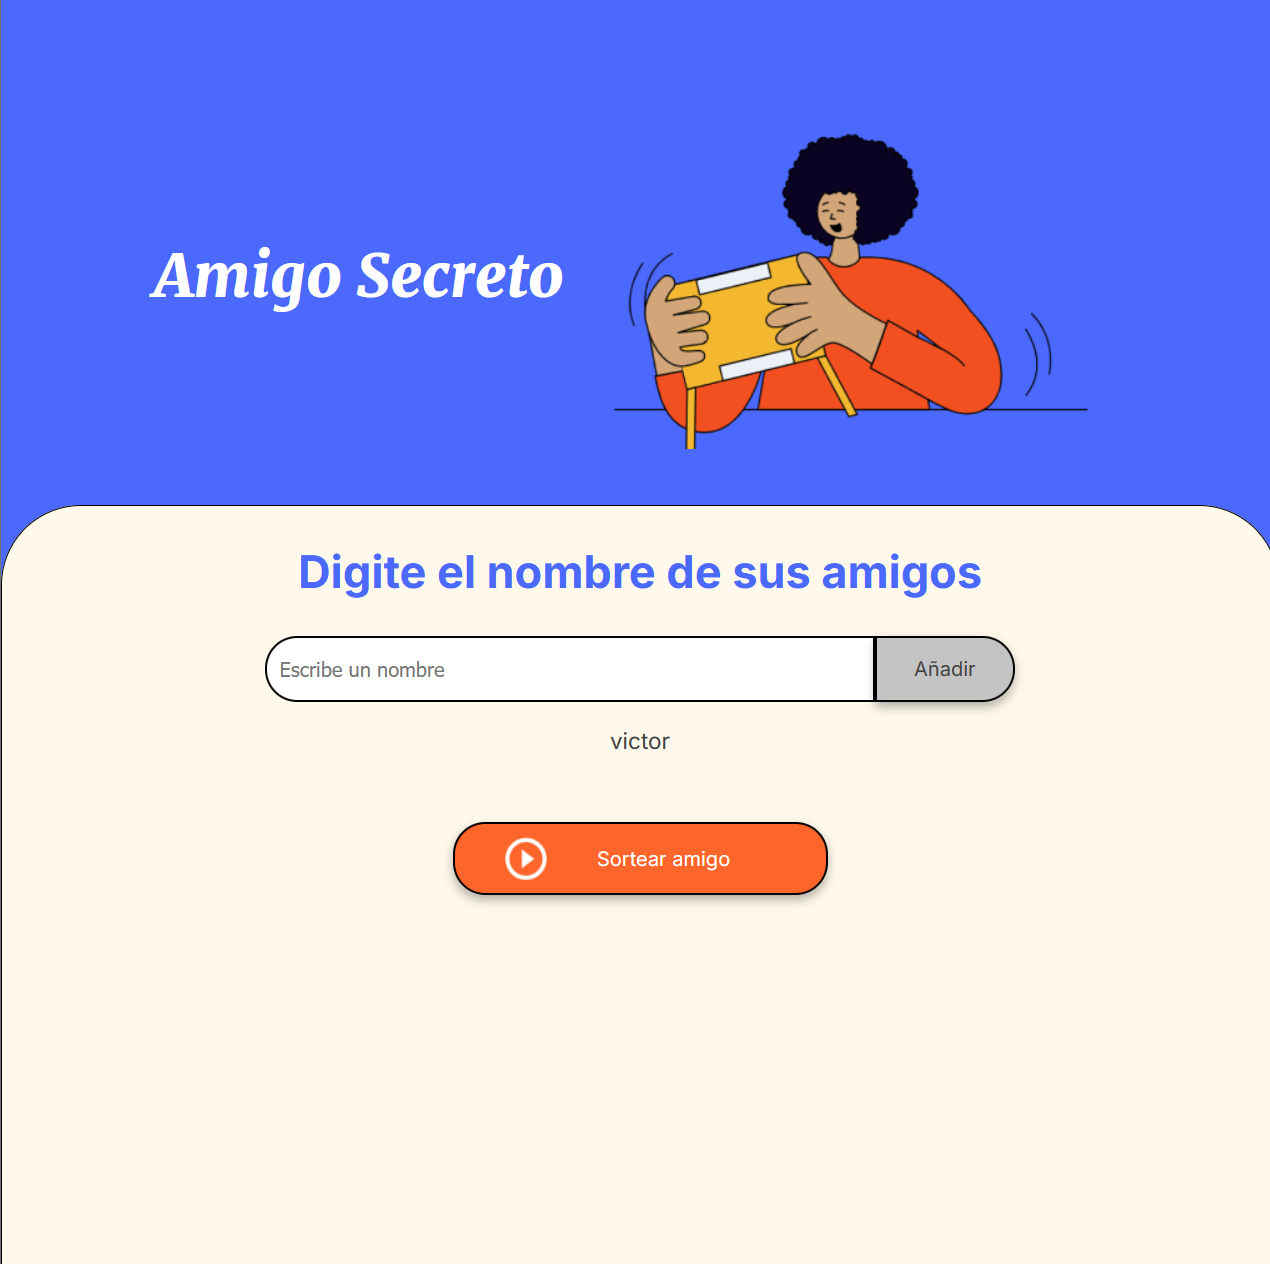 Amigo Secreto
Digite el nombre de sus amigos
Escribe un nombre
Añadir
victor
Sortear amigo